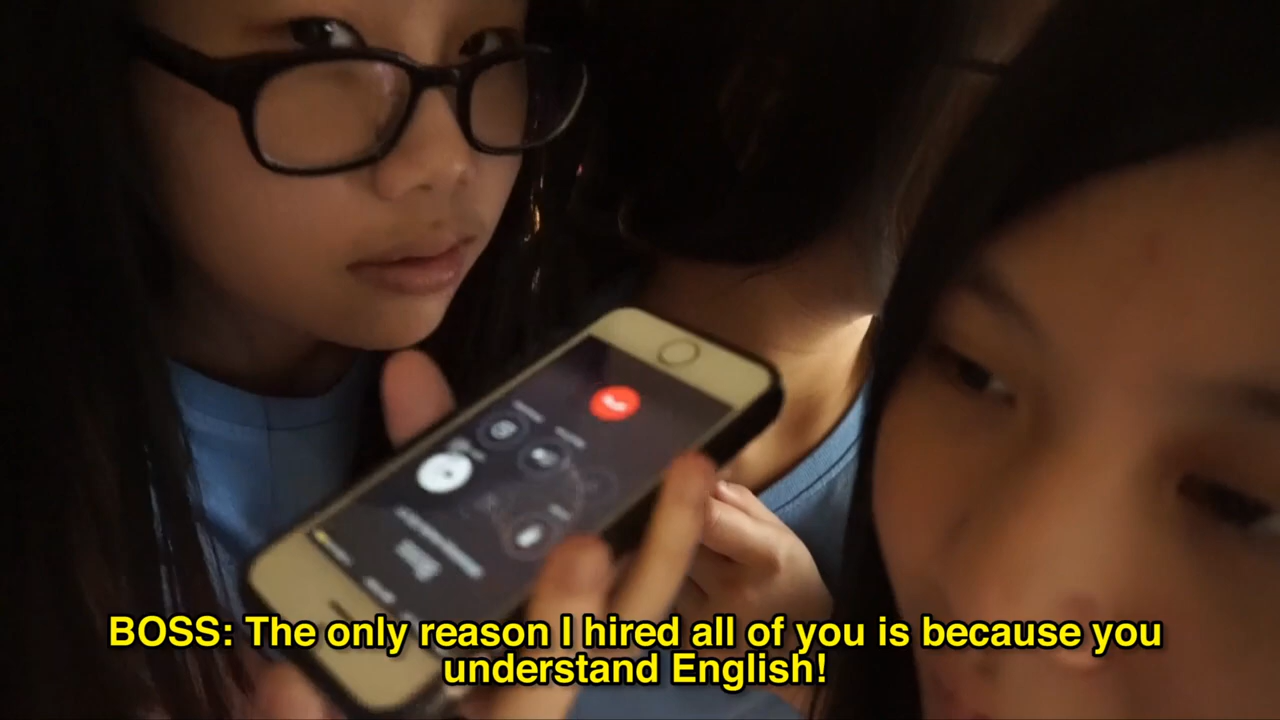 BOSS: The only reason I hired all of you is because you
understand English!